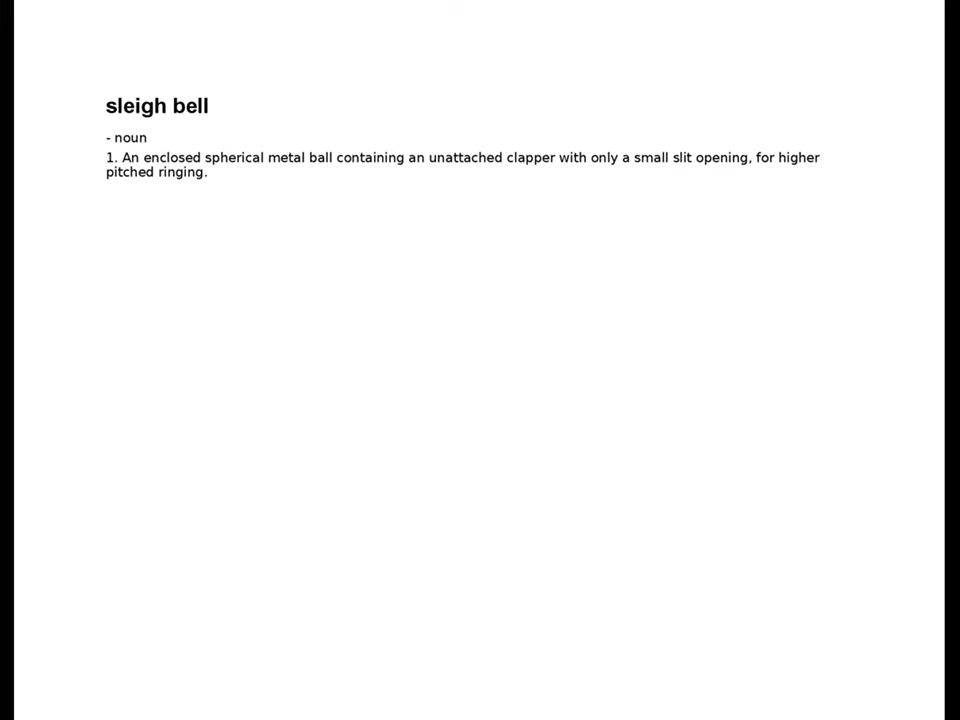 sleigh bell
- noun
1. An enclosed spherical metal ball containing an unattached clapper with only a small slit opening, for higher
pitched ringing.